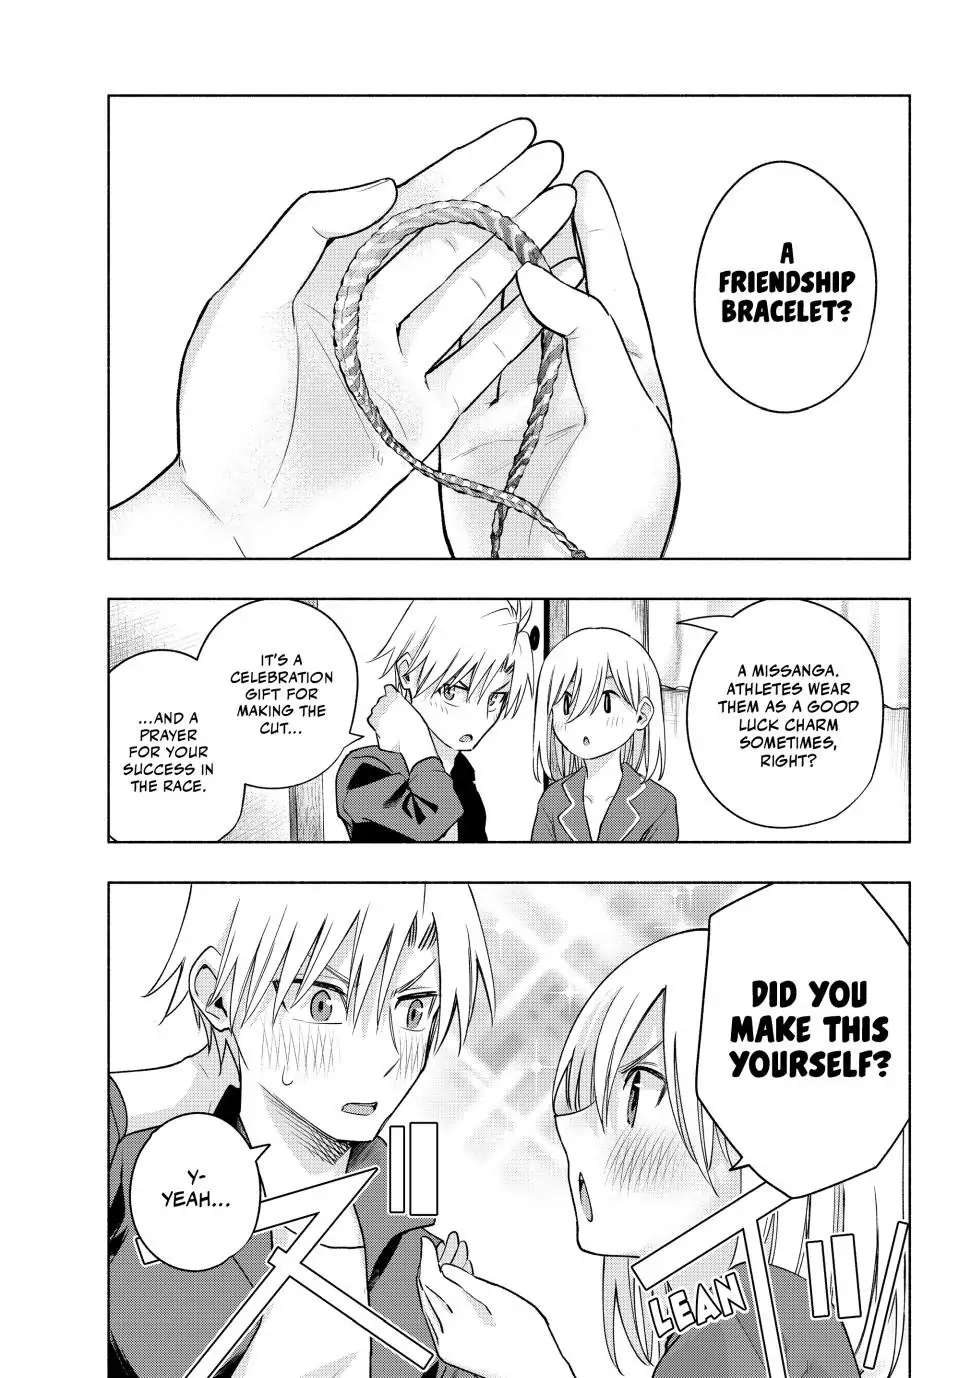 A
FRIENDSHIP
BRACELET?
A MISSANGA.
ATHLETES WEAR
THEM AS A GOOD
LUCK CHARM
SOMETIMES,
RIGHT?
IT'S A
CELEBRATION
GIFT FOR
MAKING THE
CUT...
...AND A
PRAYER
FOR YOUR
SUCCESS IN
THE RACE.
DID YOU
MAKE THIS
YOURSELF?
Y-
YEAH...
LEAN